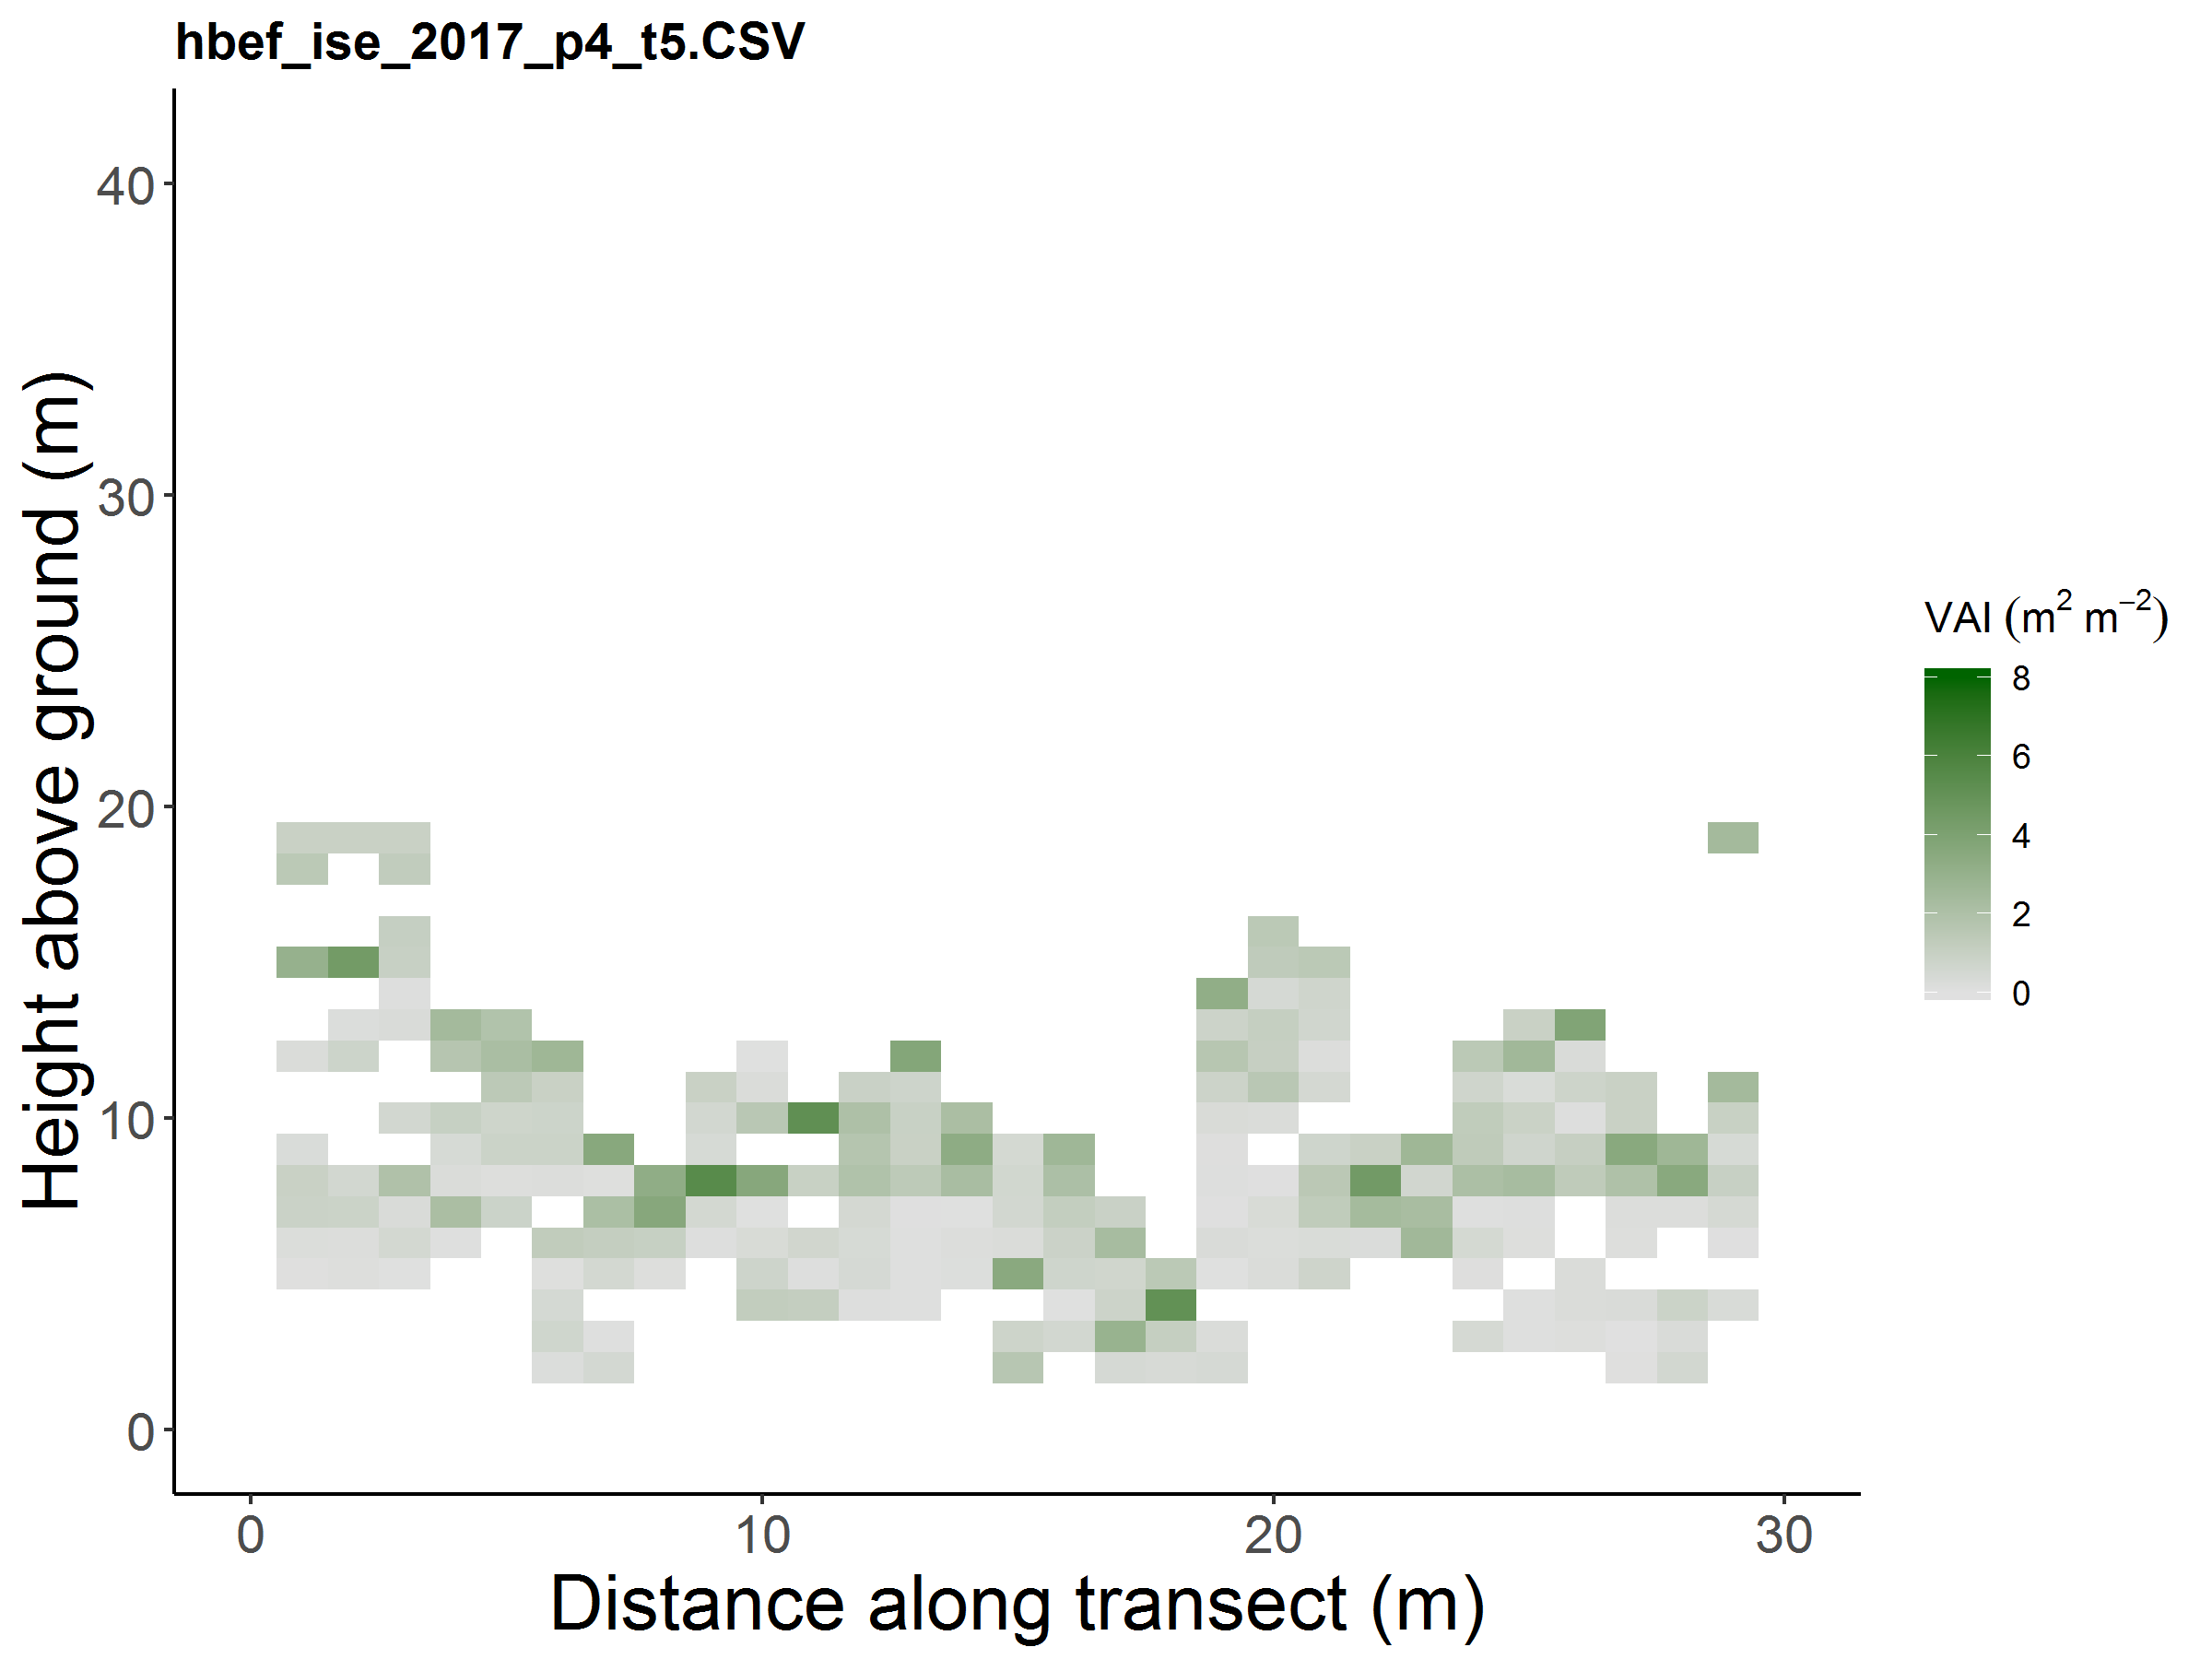 hbef_ise_2017_p4_t5.CSV
40
30
20
10
0
Height above ground (m)
0 10 20 30
Distance along transect (m)
VAI (m² m⁻²)
8
6
4
2
0